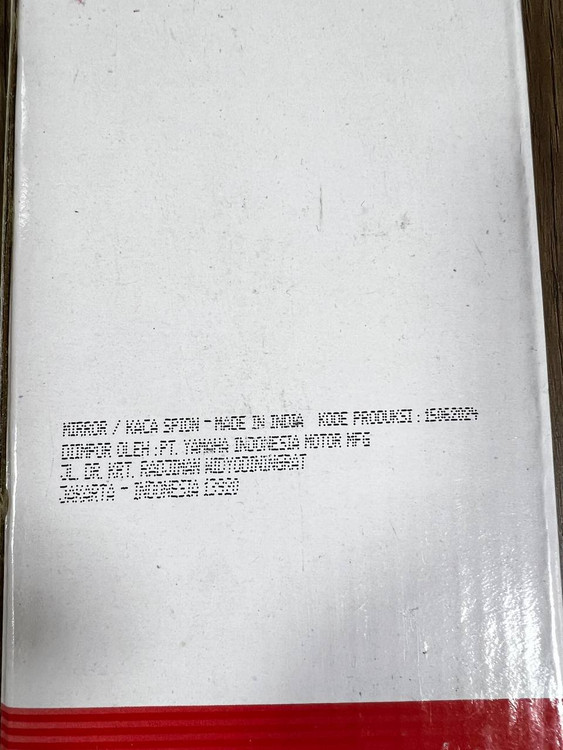 MIRROR / KACA SPION - MADE IN INDIA KODE PRODUKSI : 15062024
DIIMPOR OLEH : PT. YAMAHA INDONESIA MOTOR MFG
JL. DR. KRT. RADJIMAN WIDYODININGRAT
JAKARTA - INDONESIA 13920